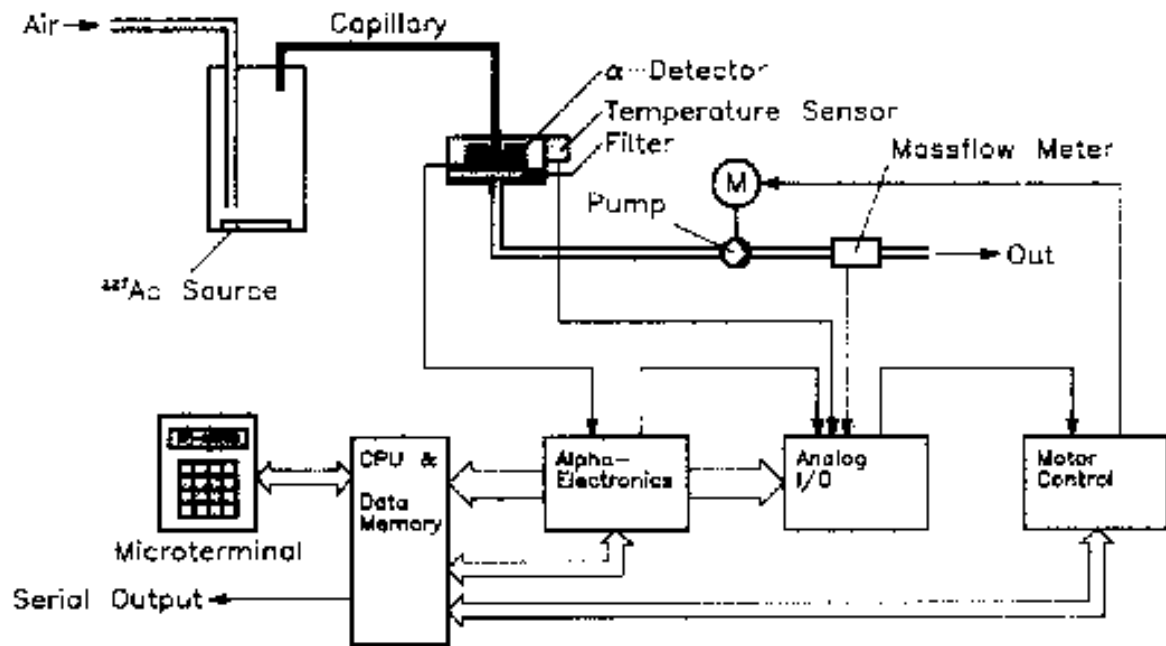 Air
Capillary
α-Detector
Temperature Sensor
Filter
Massflow Meter
M
Pump
Out
Source
CPU &
Data
Memory
Alpha-
Electronics
Analog
I/O
Motor
Control
Microterminal
Serial Output